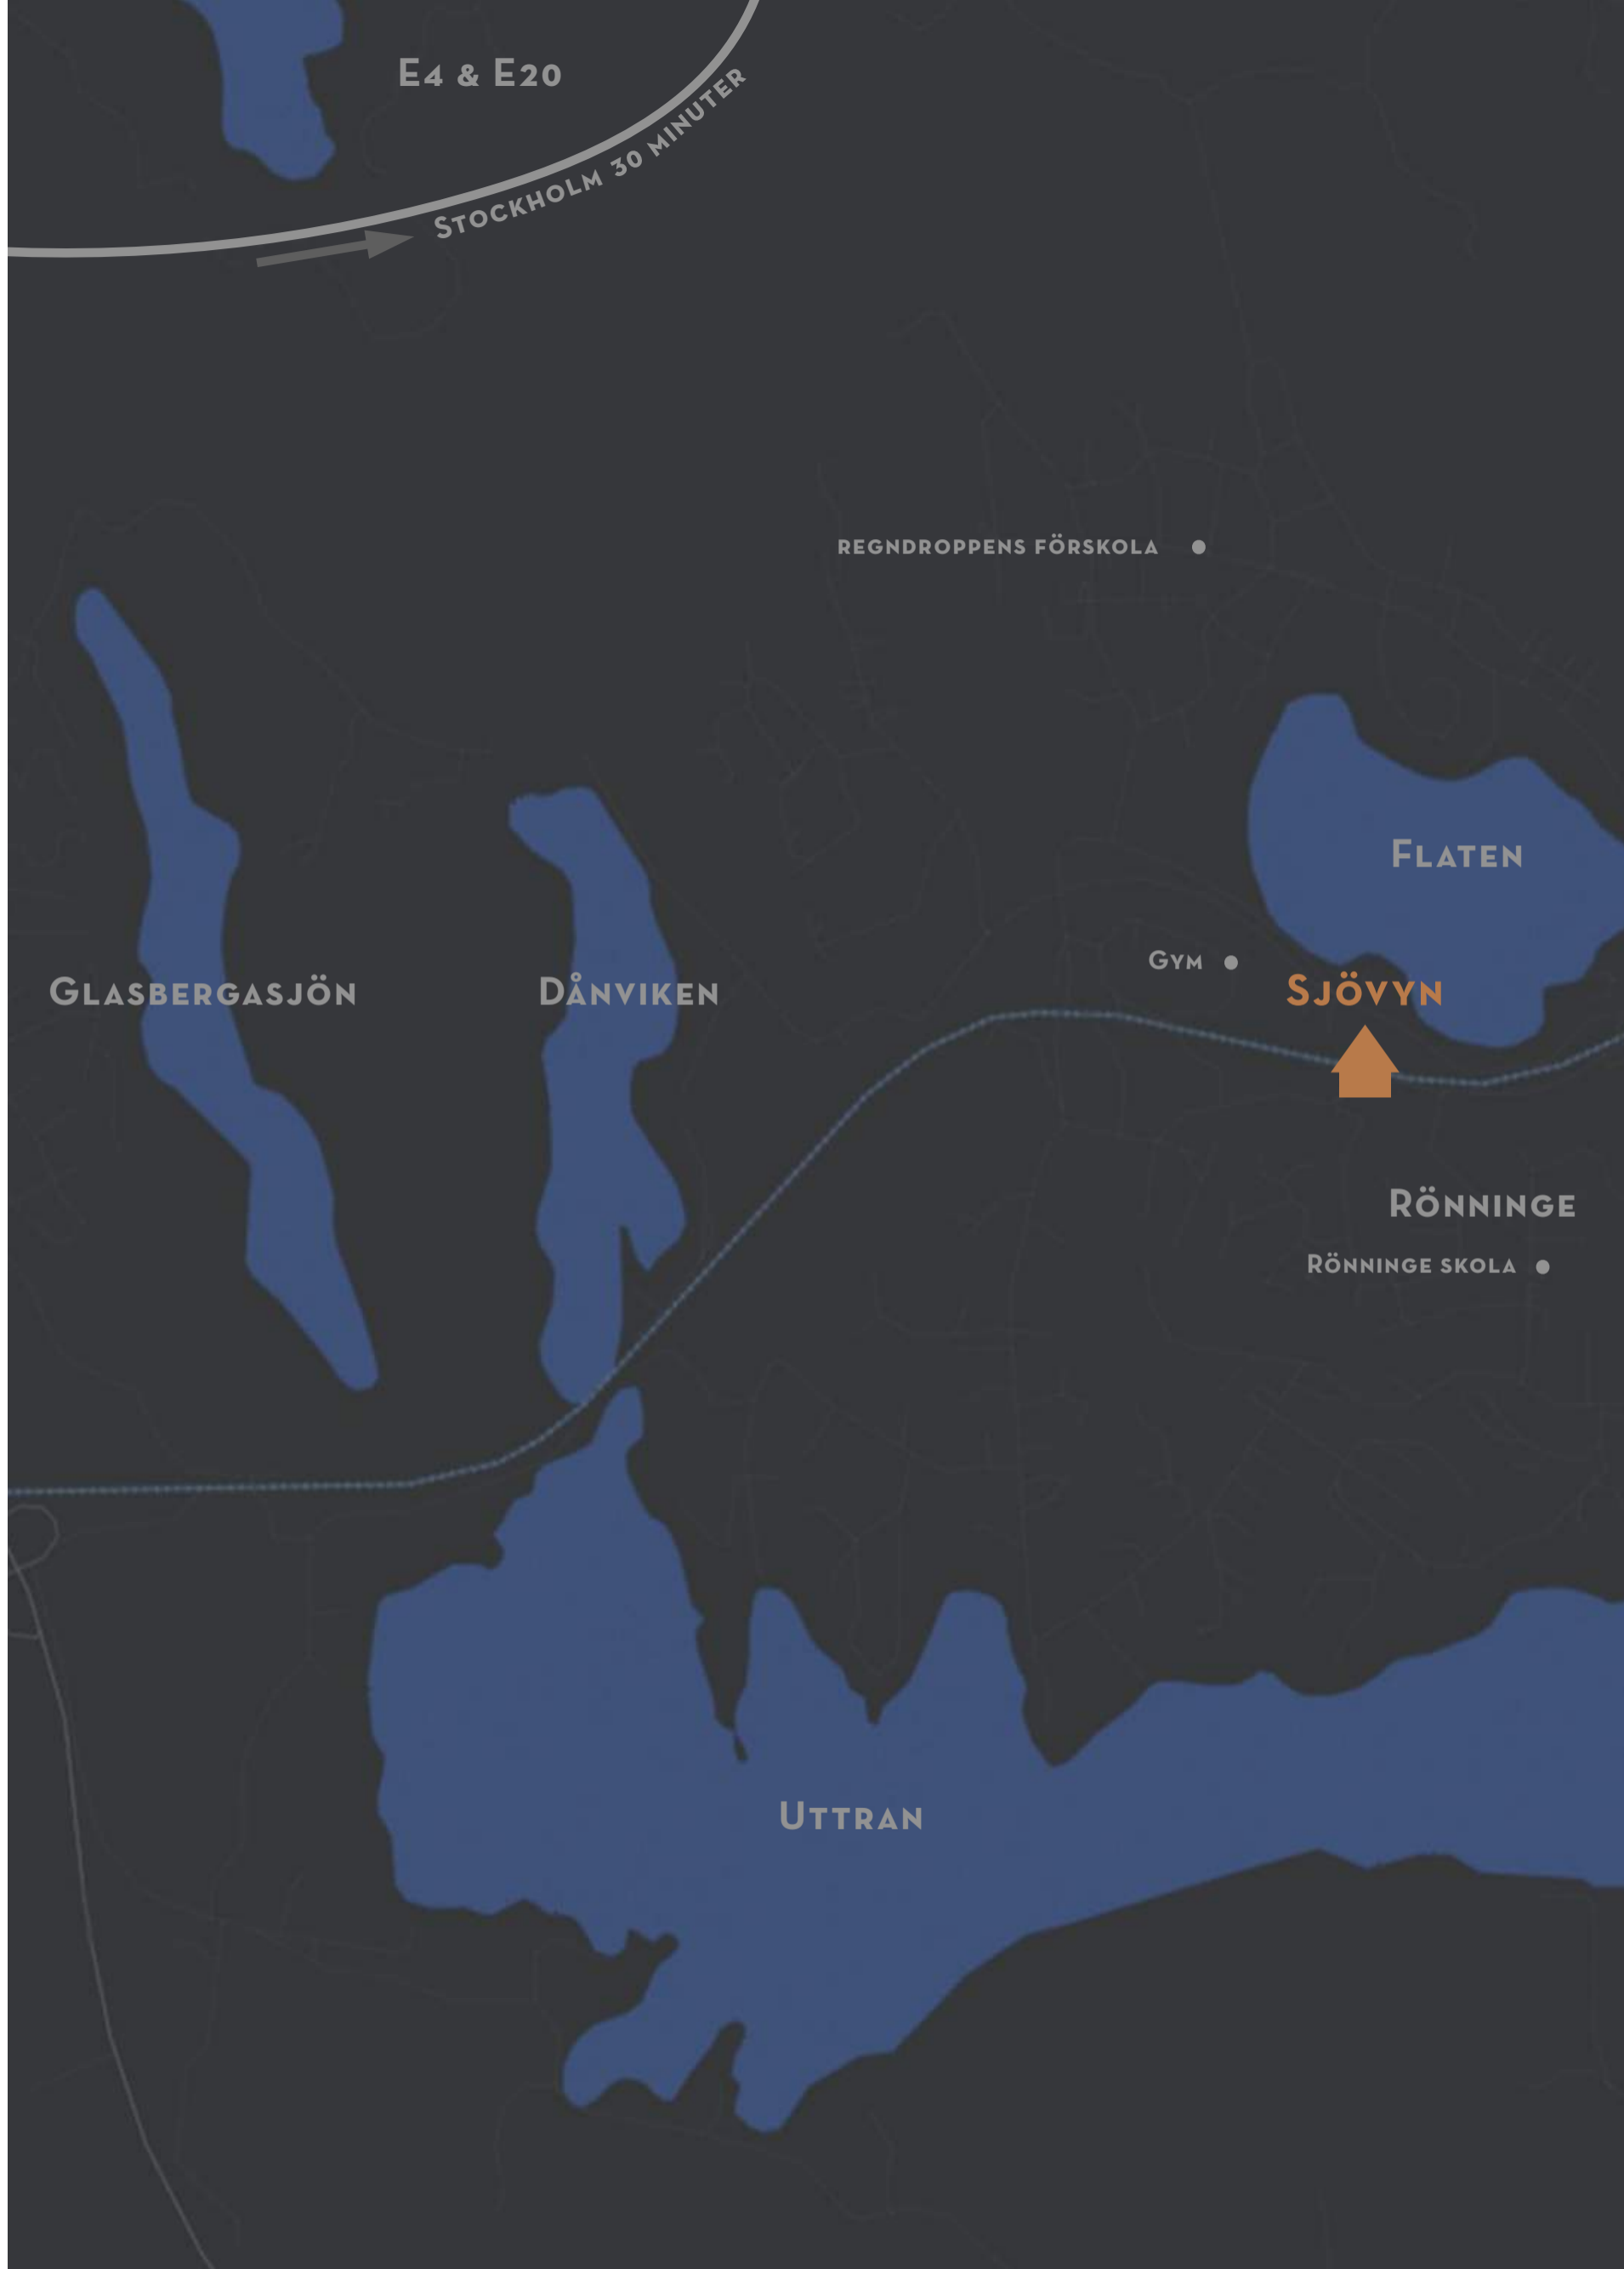 E4 & E20
STOCKHOLM 30 MINUTER
REGNDROPPENS FÖRSKOLA
FLATEN
GYM
GLASBERGASJÖN
DÅNVIKEN
SJÖVYN
RÖNNINGE
RÖNNINGE SKOLA
UTTRAN